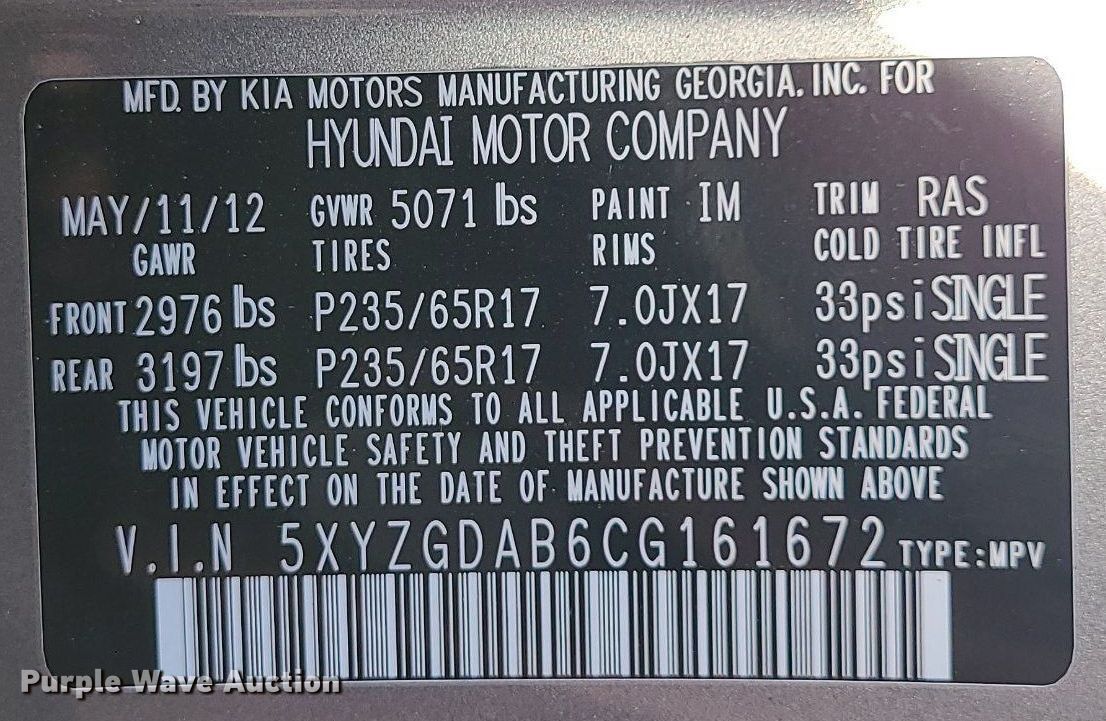 MFD. BY KIA MOTORS MANUFACTURING GEORGIA, INC. FOR
HYUNDAI MOTOR COMPANY
MAY/11/12 GVWR 5071 lbs PAINT IM TRIM RAS
GAWR TIRES RIMS COLD TIRE INFL
FRONT 2976 lbs P235/65R17 7.0JX17 33psi SINGLE
REAR 3197 lbs P235/65R17 7.0JX17 33psi SINGLE
THIS VEHICLE CONFORMS TO ALL APPLICABLE U.S.A. FEDERAL
MOTOR VEHICLE SAFETY AND THEFT PREVENTION STANDARDS
IN EFFECT ON THE DATE OF MANUFACTURE SHOWN ABOVE
V.I.N 5XYZGDAB6CG161672 TYPE:MPV
Purple Wave Auction